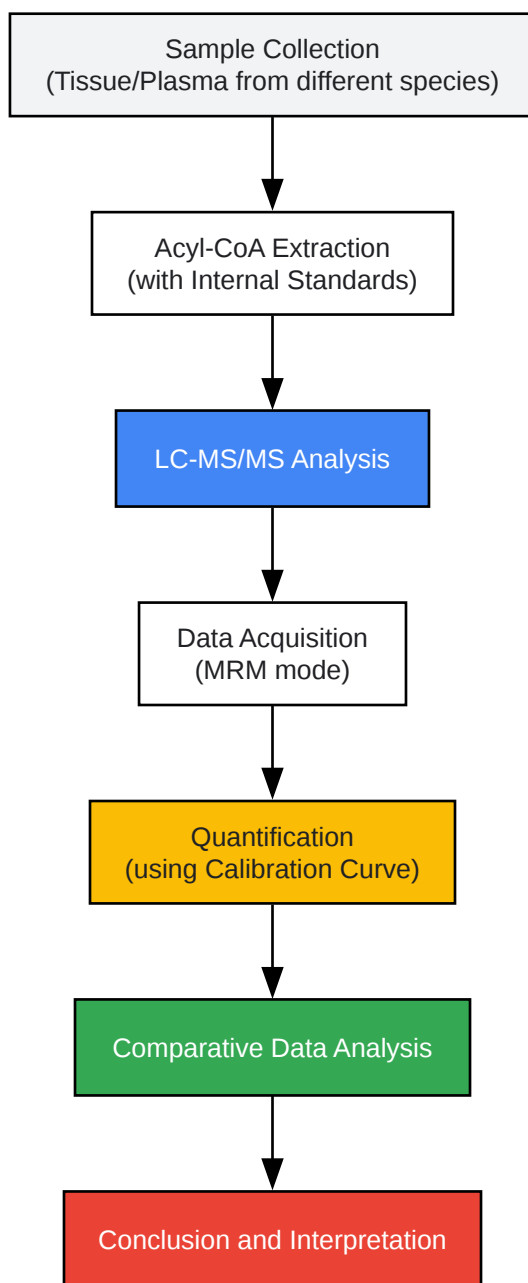 Sample Collection
(Tissue/Plasma from different species)
Acyl-CoA Extraction
(with Internal Standards)
LC-MS/MS Analysis
Data Acquisition
(MRM mode)
Quantification
(using Calibration Curve)
Comparative Data Analysis
Conclusion and Interpretation